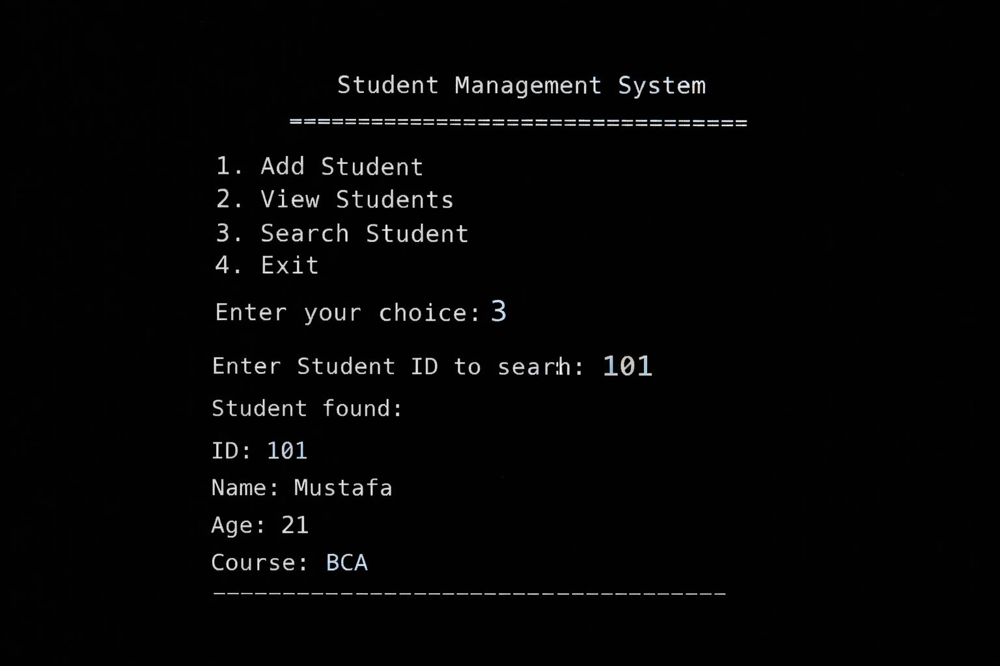 Student Management System
==================================
1. Add Student
2. View Students
3. Search Student
4. Exit
Enter your choice: 3
Enter Student ID to search: 101
Student found:
ID: 101
Name: Mustafa
Age: 21
Course: BCA
------------------------------------